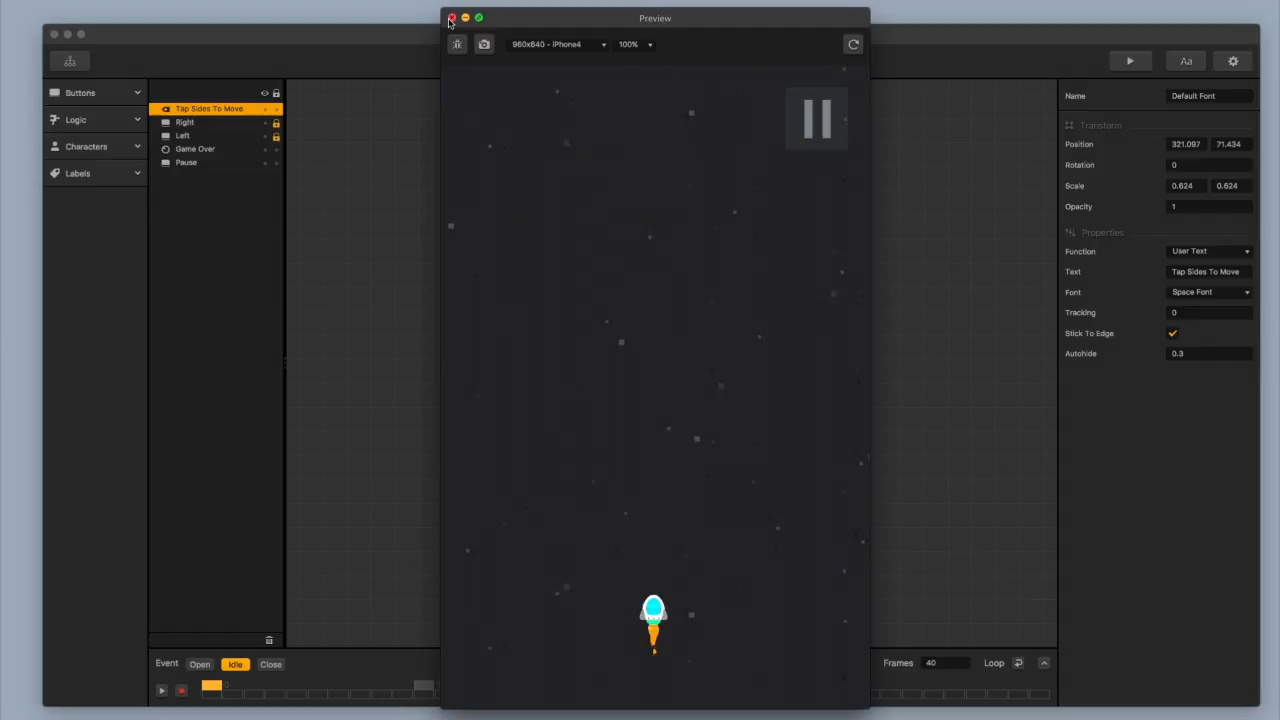 Preview
960x640 - iPhone4
100%
Aa
Buttons
Logic
Characters
Labels
Tap Sides To Move
Right
Left
Game Over
Pause
Name
Default Font
Transform
Position
321.097
71.434
Rotation
0
Scale
0.624
0.624
Opacity
1
Properties
Function
User Text
Text
Tap Sides To Move
Font
Space Font
Tracking
0
Stick To Edge
Autohide
0.3
Event
Open
Idle
Close
Frames
40
Loop
0